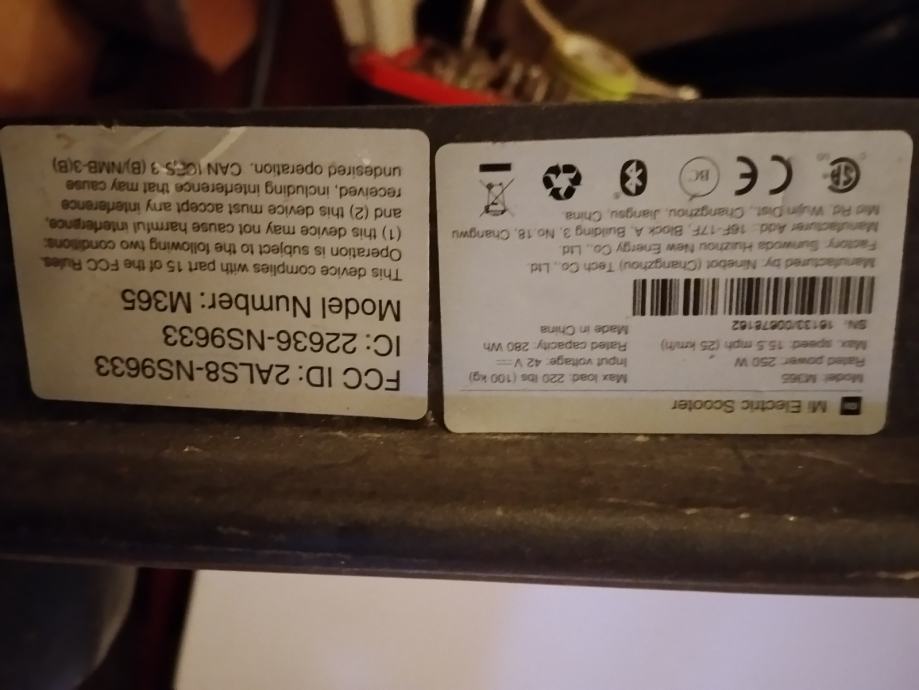 Mi Electric Scooter
Model: M365
Rated power: 250 W
Max. speed: 15.5 mph (25 km/h)
SN: 16133/00678162
Max load: 220 lbs (100 kg)
Input voltage: 42 V
Rated capacity: 280 Wh
Made in China
Manufactured by: Ninebot (Changzhou) Tech Co., Ltd.
Factory: Sunwoda Huizhou New Energy Co., Ltd.
Manufacturer Add.: 16F-17F, Block A, Building 3, No.18, Changwu
Mid Rd, Wujin Dist., Changzhou, Jiangsu, China.
BC
FCC ID: 2ALS8-NS9633
IC: 22636-NS9633
Model Number: M365
This device complies with part 15 of the FCC Rules.
Operation is subject to the following two conditions:
(1) this device may not cause harmful interference,
and (2) this device must accept any interference
received, including interference that may cause
undesired operation. CAN ICES-3 (B)/NMB-3(B)